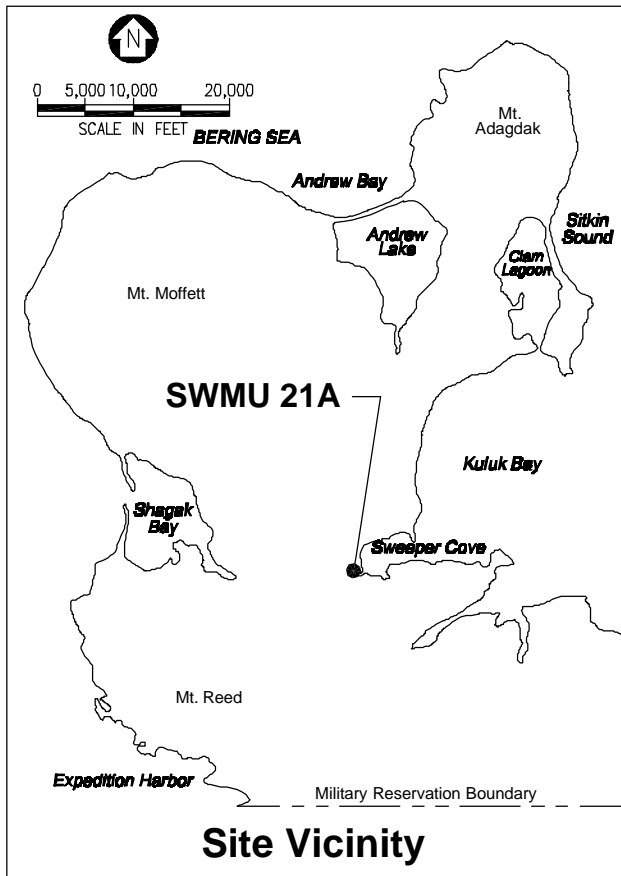 N
0 5,000 10,000 20,000
SCALE IN FEET
BERING SEA
Mt.
Adagdak
Andrew Bay
Andrew
Lake
Sitkin
Sound
Clam
Lagoon
Mt. Moffett
SWMU 21A
Kuluk Bay
Shagak
Bay
Sweeper Cove
Mt. Reed
Expedition Harbor
Military Reservation Boundary
Site Vicinity